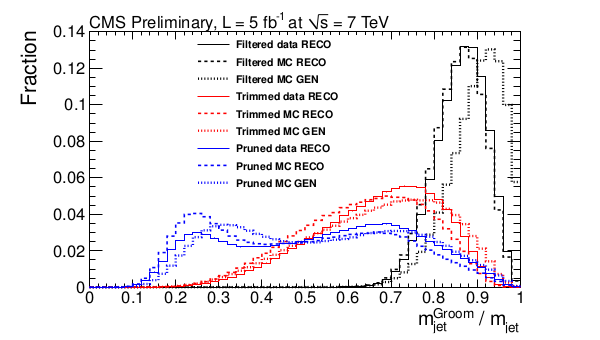 CMS Preliminary, L = 5 fb⁻¹ at √s = 7 TeV
Fraction
0.14
0.12
0.1
0.08
0.06
0.04
0.02
0
Filtered data RECO
Filtered MC RECO
Filtered MC GEN
Trimmed data RECO
Trimmed MC RECO
Trimmed MC GEN
Pruned data RECO
Pruned MC RECO
Pruned MC GEN
0 0.1 0.2 0.3 0.4 0.5 0.6 0.7 0.8 0.9 1
m_jet^Groom / m_jet